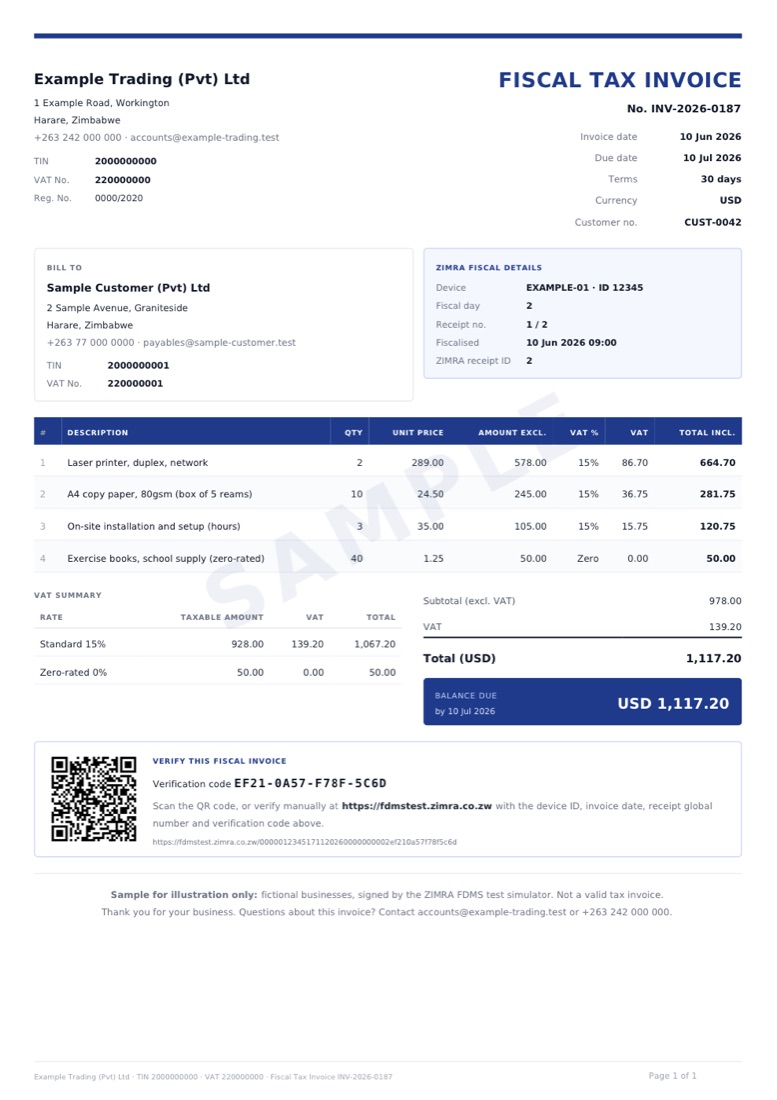 Example Trading (Pvt) Ltd
1 Example Road, Workington
Harare, Zimbabwe
+263 242 000 000 · accounts@example-trading.test
TIN 2000000000
VAT No. 220000000
Reg. No. 0000/2020
FISCAL TAX INVOICE
No. INV-2026-0187
Invoice date 10 Jun 2026
Due date 10 Jul 2026
Terms 30 days
Currency USD
Customer no. CUST-0042
BILL TO
Sample Customer (Pvt) Ltd
2 Sample Avenue, Graniteside
Harare, Zimbabwe
+263 77 000 0000 · payables@sample-customer.test
TIN 2000000001
VAT No. 220000001
ZIMRA FISCAL DETAILS
Device EXAMPLE-01 · ID 12345
Fiscal day 2
Receipt no. 1 / 2
Fiscalised 10 Jun 2026 09:00
ZIMRA receipt ID 2
# DESCRIPTION QTY UNIT PRICE AMOUNT EXCL. VAT % VAT TOTAL INCL.
1 Laser printer, duplex, network 2 289.00 578.00 15% 86.70 664.70
2 A4 copy paper, 80gsm (box of 5 reams) 10 24.50 245.00 15% 36.75 281.75
3 On-site installation and setup (hours) 3 35.00 105.00 15% 15.75 120.75
4 Exercise books, school supply (zero-rated) 40 1.25 50.00 Zero 0.00 50.00
SAMPLE
VAT SUMMARY
RATE TAXABLE AMOUNT VAT TOTAL
Standard 15% 928.00 139.20 1,067.20
Zero-rated 0% 50.00 0.00 50.00
Subtotal (excl. VAT) 978.00
VAT 139.20
Total (USD) 1,117.20
BALANCE DUE
by 10 Jul 2026
USD 1,117.20
VERIFY THIS FISCAL INVOICE
Verification code EF21-0A57-F78F-5C6D
Scan the QR code, or verify manually at https://fdmstest.zimra.co.zw with the device ID, invoice date, receipt global
number and verification code above.
https://fdmstest.zimra.co.zw/0000012345171120260000000002ef210a57f78f5c6d
Sample for illustration only: fictional businesses, signed by the ZIMRA FDMS test simulator. Not a valid tax invoice.
Thank you for your business. Questions about this invoice? Contact accounts@example-trading.test or +263 242 000 000.
Example Trading (Pvt) Ltd · TIN 2000000000 · VAT 220000000 · Fiscal Tax Invoice INV-2026-0187
Page 1 of 1